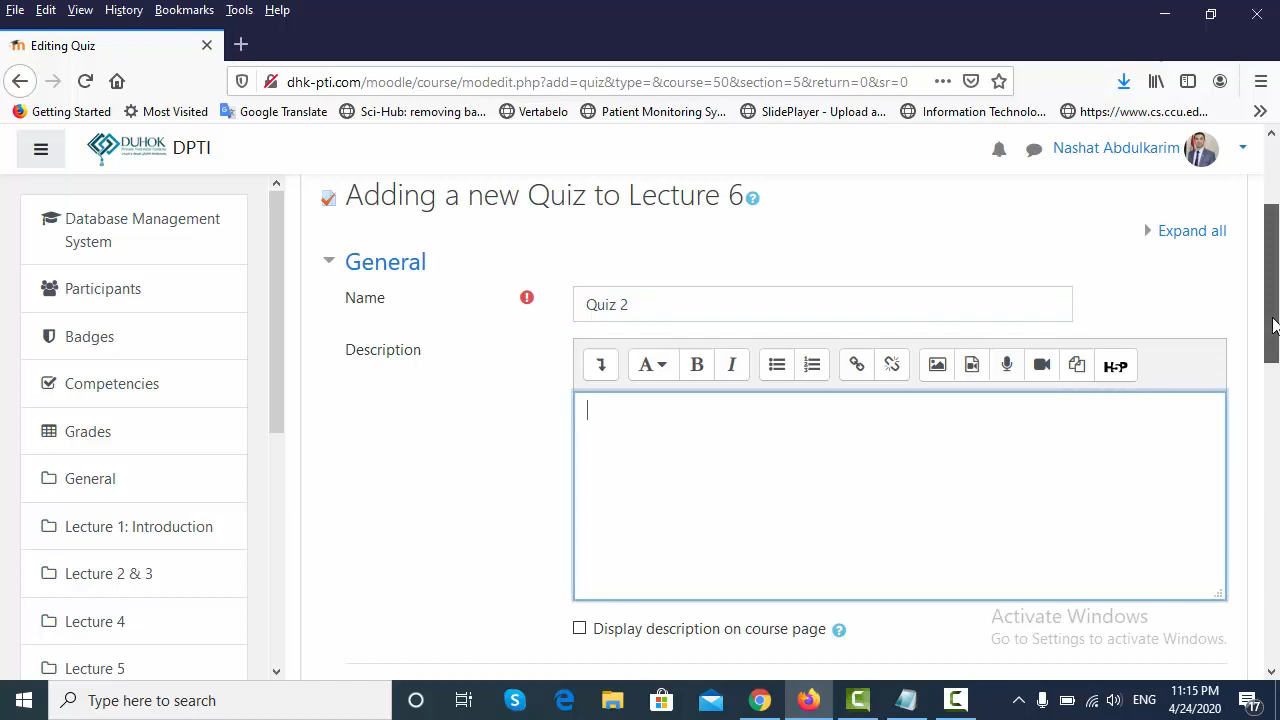 File Edit View History Bookmarks Tools Help
Editing Quiz
dhk-pti.com/moodle/course/modedit.php?add=quiz&type=&course=50&section=5&return=0&sr=0
Getting Started Most Visited Google Translate Sci-Hub: removing ba... Vertabelo Patient Monitoring Sy... SlidePlayer - Upload a... Information Technolo... https://www.cs.ccu.ed...
DUHOK DPTI Nashat Abdulkarim
Database Management
System
Participants
Badges
Competencies
Grades
General
Lecture 1: Introduction
Lecture 2 & 3
Lecture 4
Lecture 5
Adding a new Quiz to Lecture 6
Expand all
General
Name Quiz 2
Description
A B I H5P
Display description on course page
Activate Windows
Go to Settings to activate Windows.
Type here to search
ENG 11:15 PM
4/24/2020 17